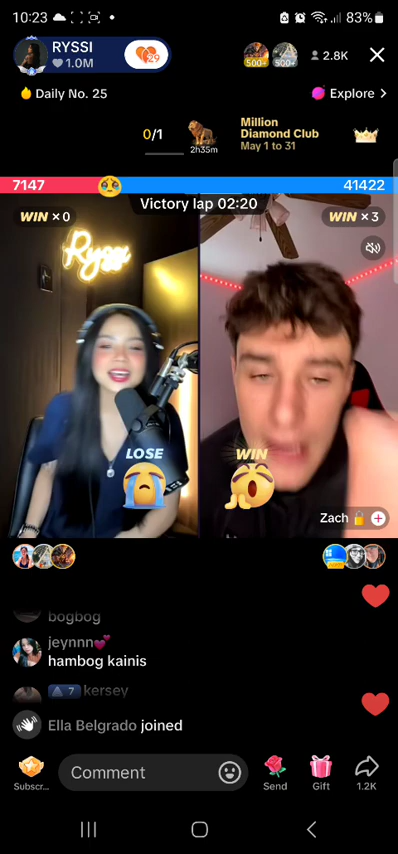 10:23
83%
RYSSI
1.0M
29
500+
500+
2.8K
Daily No. 25
Explore >
0/1
2h35m
Million
Diamond Club
May 1 to 31
7147
41422
Victory lap 02:20
WIN x 0
WIN x 3
Ryssi
LOSE
WIN
Zach
bogbog
jeynnn
hambog kainis
7 kersey
Ella Belgrado joined
Subscr...
Comment
Send
Gift
1.2K